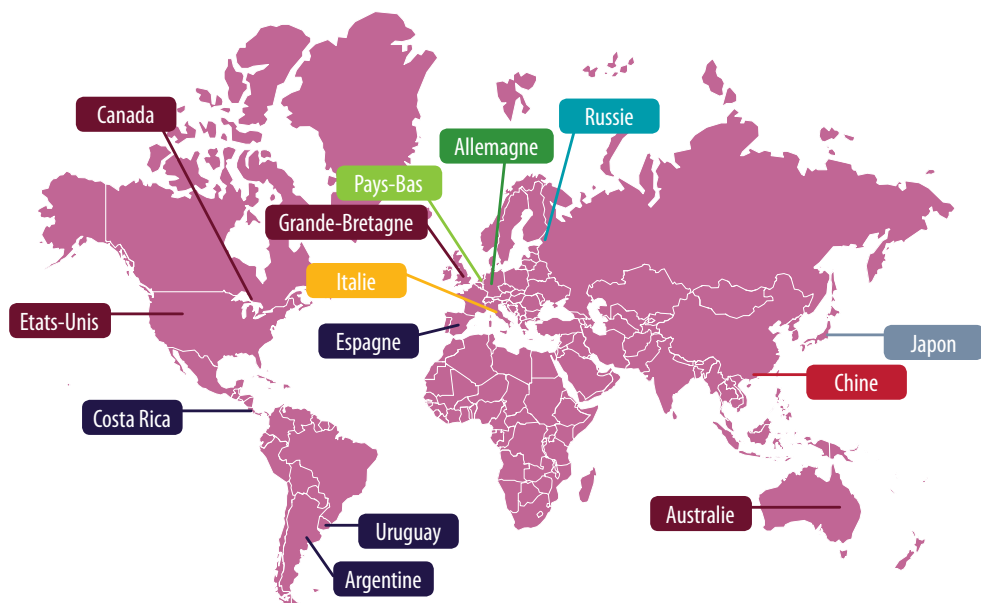 Canada
Russie
Allemagne
Pays-Bas
Grande-Bretagne
Italie
Etats-Unis
Espagne
Japon
Chine
Costa Rica
Australie
Uruguay
Argentine